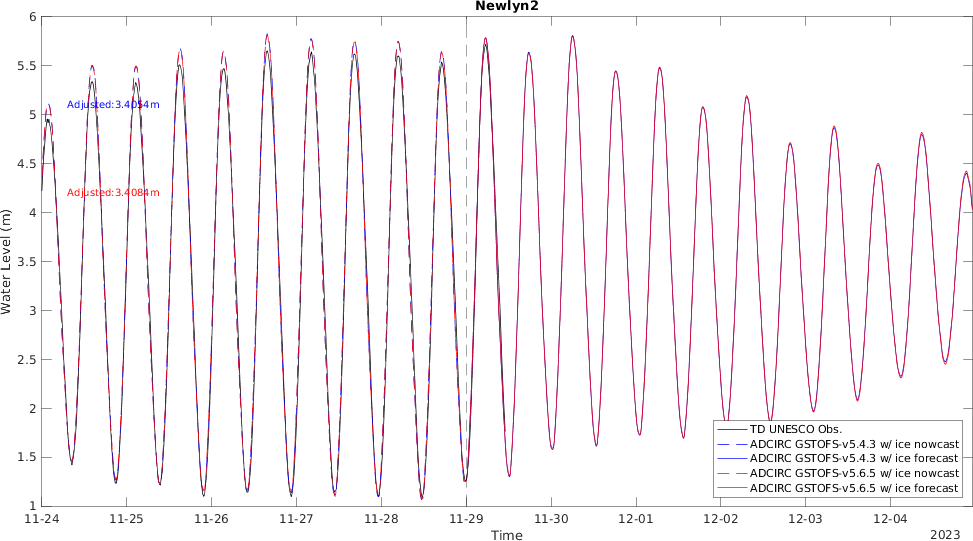 Newlyn2
6
5.5
5
4.5
4
3.5
3
2.5
2
1.5
1
Water Level (m)
Adjusted:3.4054m
Adjusted:3.4084m
TD UNESCO Obs.
ADCIRC GSTOFS-v5.4.3 w/ ice nowcast
ADCIRC GSTOFS-v5.4.3 w/ ice forecast
ADCIRC GSTOFS-v5.6.5 w/ ice nowcast
ADCIRC GSTOFS-v5.6.5 w/ ice forecast
11-24 11-25 11-26 11-27 11-28 11-29 11-30 12-01 12-02 12-03 12-04
Time
2023